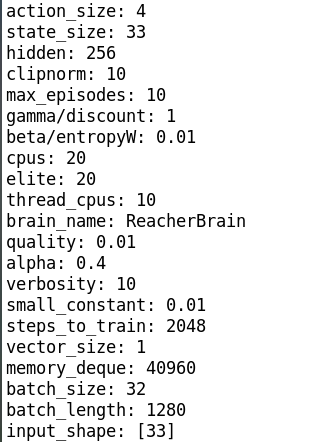 action_size: 4
state_size: 33
hidden: 256
clipnorm: 10
max_episodes: 10
gamma/discount: 1
beta/entropyW: 0.01
cpus: 20
elite: 20
thread_cpus: 10
brain_name: ReacherBrain
quality: 0.01
alpha: 0.4
verbosity: 10
small_constant: 0.01
steps_to_train: 2048
vector_size: 1
memory_deque: 40960
batch_size: 32
batch_length: 1280
input_shape: [33]